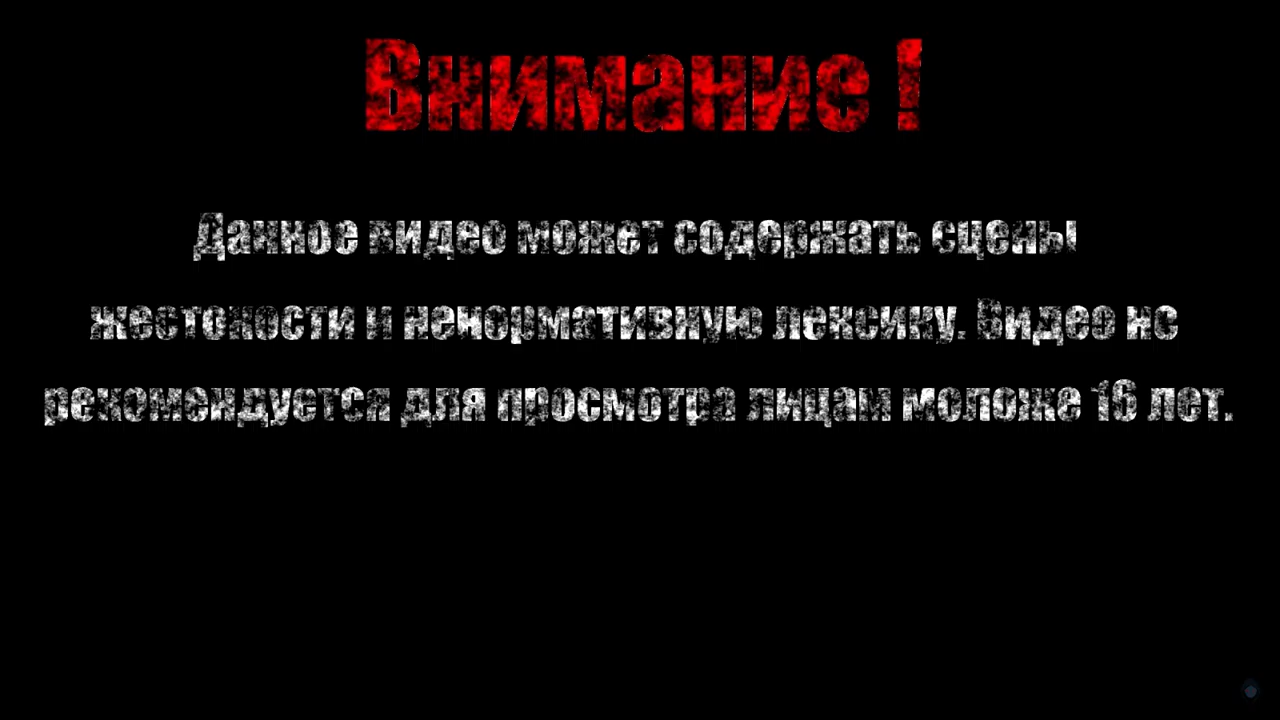 Внимание !
Данное видео может содержать сцены
жестокости и ненормативную лексику. Видео не
рекомендуется для просмотра лицам моложе 16 лет.